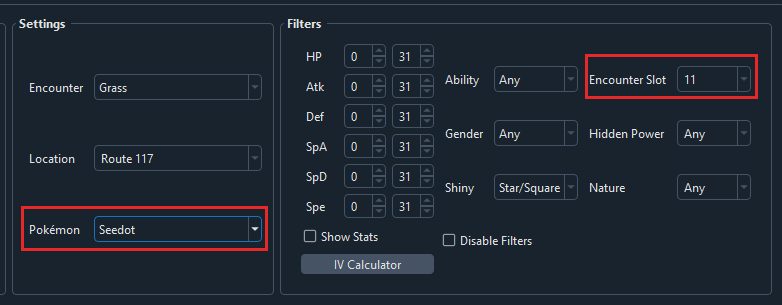 Settings
Encounter Grass
Location Route 117
Pokémon Seedot
Filters
HP 0 31
Atk 0 31
Def 0 31
SpA 0 31
SpD 0 31
Spe 0 31
Show Stats
IV Calculator
Ability Any
Gender Any
Shiny Star/Square
Disable Filters
Encounter Slot 11
Hidden Power Any
Nature Any